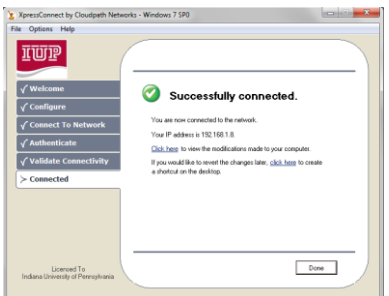 XpressConnect by Cloudpath Networks - Windows 7 SP0
File Options Help
IUP
Welcome
Configure
Connect To Network
Authenticate
Validate Connectivity
> Connected
Successfully connected.
You are now connected to the network.
Your IP address is 192.168.1.8.
Click here to view the modifications made to your computer.
If you would like to revert the changes later, click here to create
a shortcut on the desktop.
Licensed To
Indiana University of Pennsylvania
Done